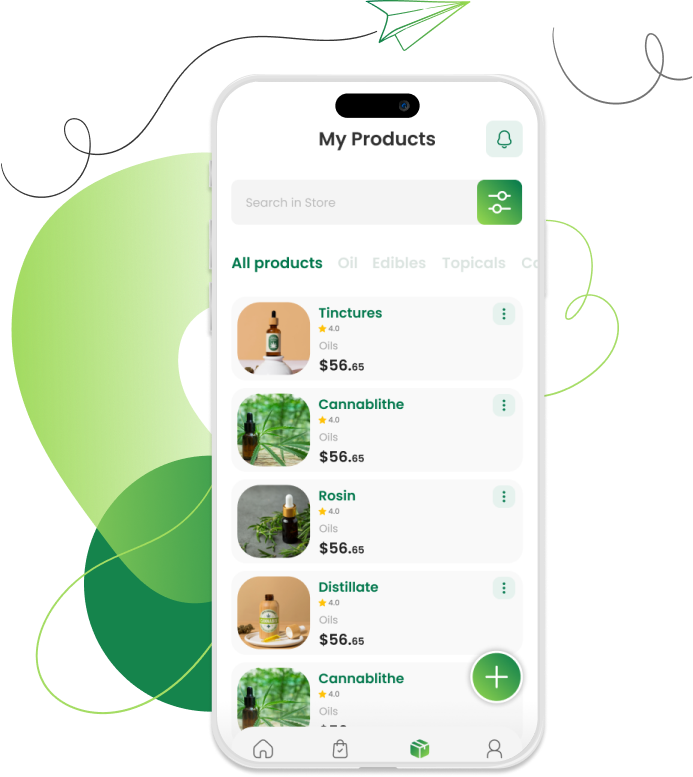 My Products
Search in Store
All products Oil Edibles Topicals
Tinctures
4.0
Oils
$56.65
Cannablithe
4.0
Oils
$56.65
Rosin
4.0
Oils
$56.65
Distillate
4.0
Oils
$56.65
Cannablithe
4.0
Oils